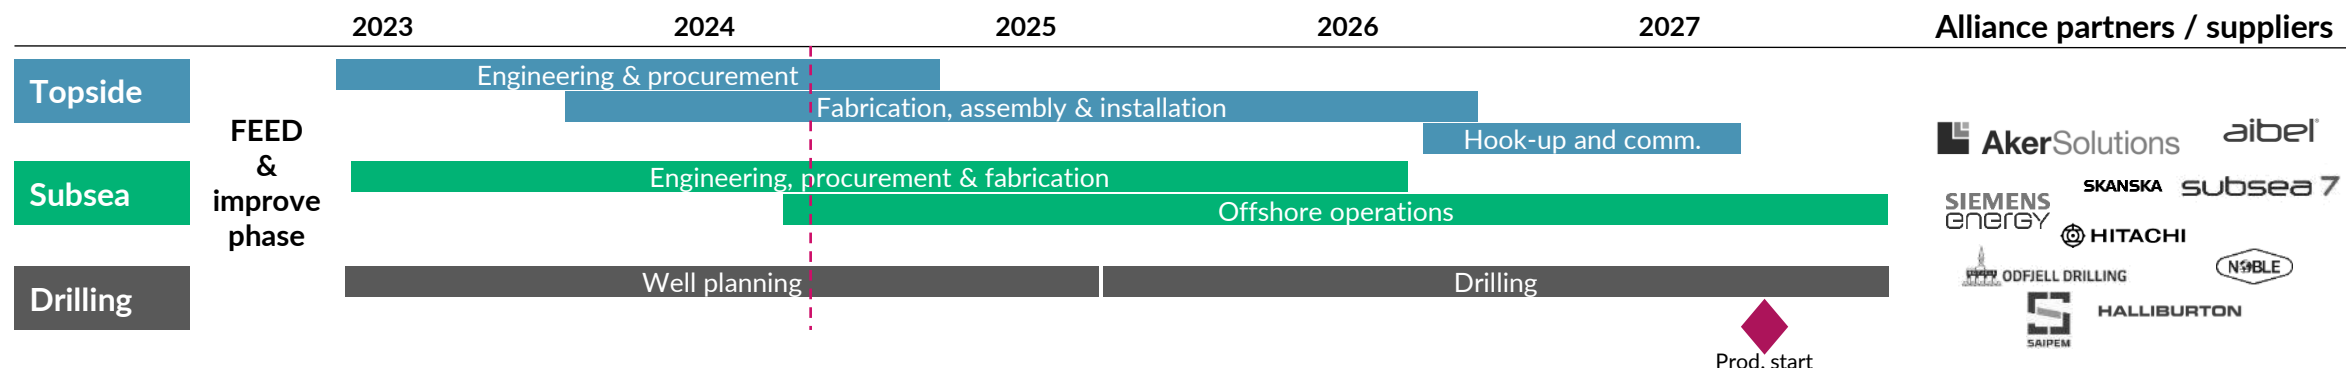 2023 2024 2025 2026 2027 Alliance partners / suppliers
Topside
Engineering & procurement
Fabrication, assembly & installation
Hook-up and comm.
FEED
&
improve
phase
Subsea
Engineering, procurement & fabrication
Offshore operations
Drilling
Well planning
Drilling
Prod. start
AkerSolutions
aibel
SIEMENS
energy
SKANSKA
subsea 7
HITACHI
ODFJELL DRILLING
NOBLE
SAIPEM
HALLIBURTON